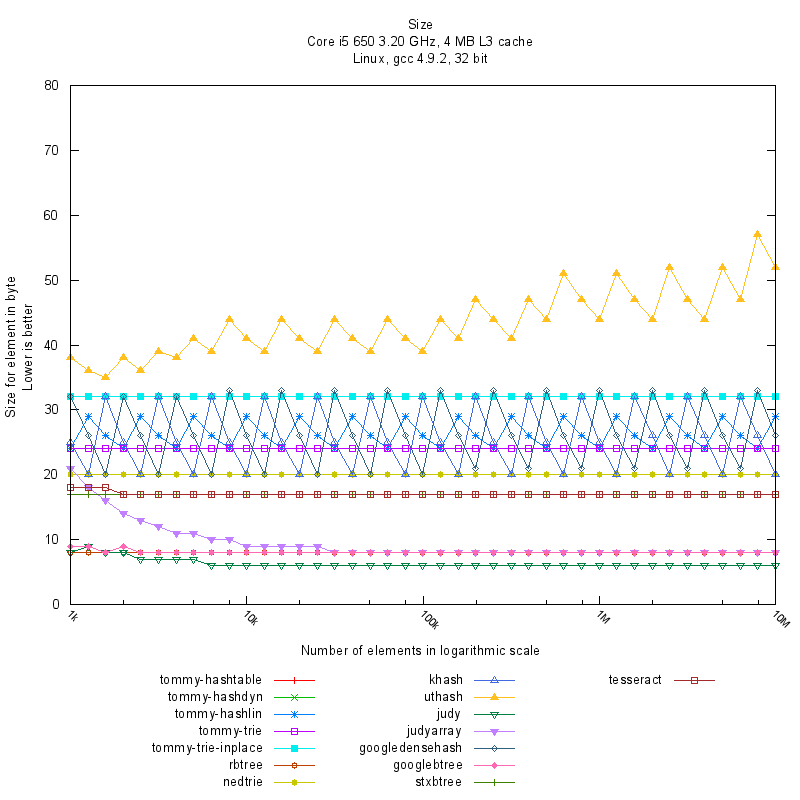 Size
Core i5 650 3.20 GHz, 4 MB L3 cache
Linux, gcc 4.9.2, 32 bit
Size for element in byte
Lower is better
80
70
60
50
40
30
20
10
0
1k
10k
100k
1M
10M
Number of elements in logarithmic scale
tommy-hashtable
tommy-hashdyn
tommy-hashlin
tommy-trie
tommy-trie-inplace
rbtree
nedtrie
khash
uthash
judy
judyarray
googledensehash
googlebtree
stxbtree
tesseract